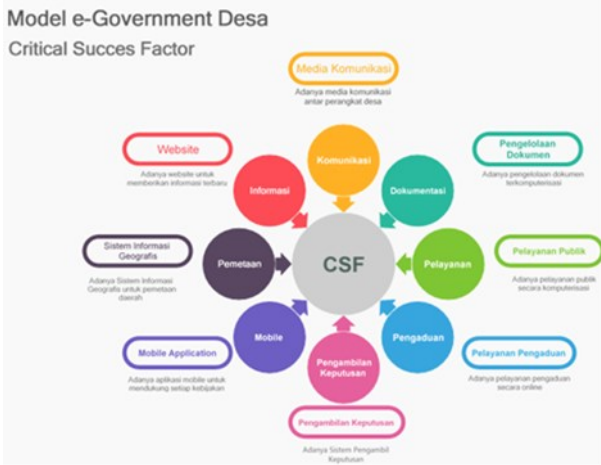 Model e-Government Desa
Critical Succes Factor
Media Komunikasi
Adanya media komunikasi
antar perangkat desa
Website
Adanya website untuk
memberikan informasi terbaru
Pengelolaan
Dokumen
Adanya pengelolaan dokumen
terkomputerisasi
Komunikasi
Informasi
Dokumentasi
Sistem Informasi
Geografis
Adanya Sistem Informasi
Geografis untuk pemetaan
daerah
Pemetaan
CSF
Pelayanan
Pelayanan Publik
Adanya pelayanan publik
secara komputerisasi
Mobile Application
Adanya aplikasi mobile untuk
mendukung setiap kebijakan
Mobile
Pengambilan
Keputusan
Pengaduan
Pelayanan Pengaduan
Adanya pelayanan pengaduan
secara online
Pengambilan Keputusan
Adanya Sistem Pengambil
Keputusan